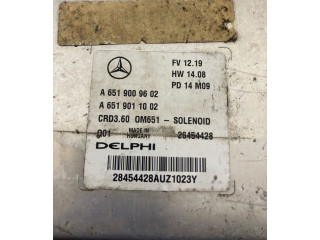 FV 12.19
HW 14.08
PD 14 M09
A 651 900 96 02
A 651 901 10 02
CRD3.60 OM651 - SOLENOID
001 MADE IN HUNGARY 28454428
DELPHI
28454428AUZ1023Y